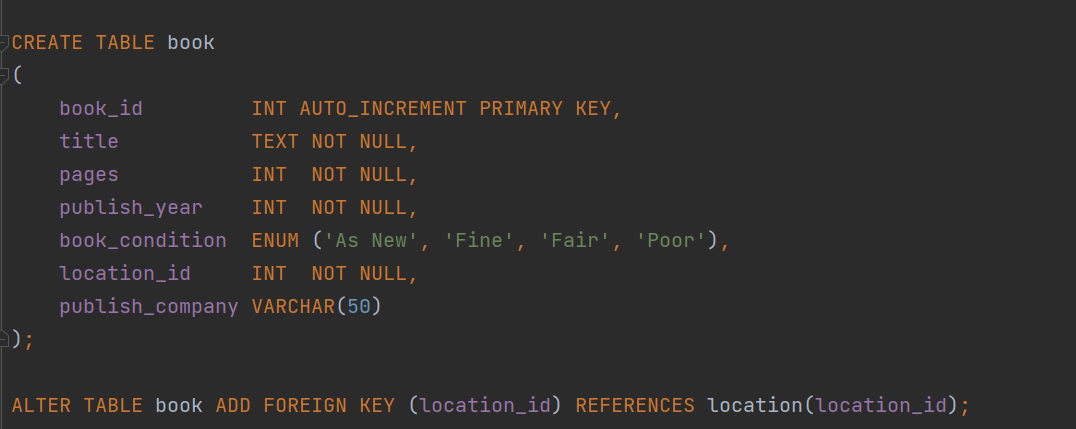 CREATE TABLE book
(
    book_id         INT AUTO_INCREMENT PRIMARY KEY,
    title           TEXT NOT NULL,
    pages           INT  NOT NULL,
    publish_year    INT  NOT NULL,
    book_condition  ENUM ('As New', 'Fine', 'Fair', 'Poor'),
    location_id     INT  NOT NULL,
    publish_company VARCHAR(50)
);
ALTER TABLE book ADD FOREIGN KEY (location_id) REFERENCES location(location_id);